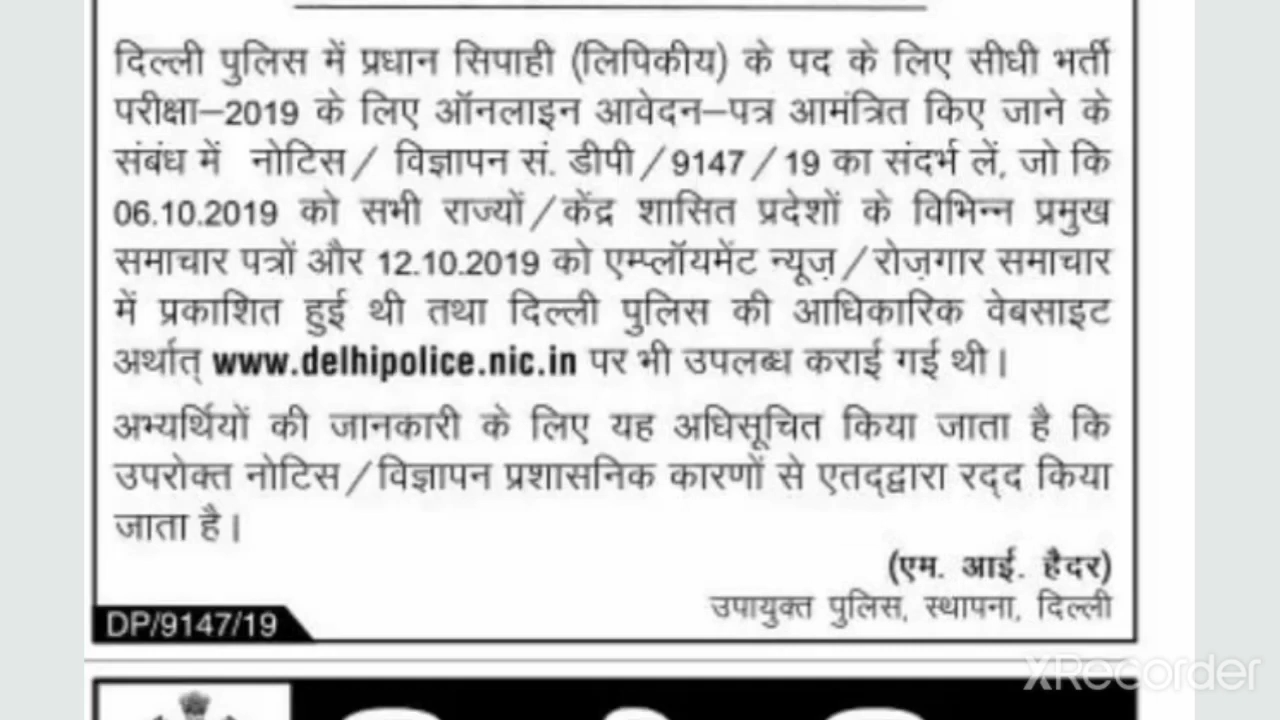 दिल्ली पुलिस में प्रधान सिपाही (लिपिकीय) के पद के लिए सीधी भर्ती
परीक्षा–2019 के लिए ऑनलाइन आवेदन–पत्र आमंत्रित किए जाने के
संबंध में नोटिस / विज्ञापन सं. डीपी / 9147 / 19 का संदर्भ लें, जो कि
06.10.2019 को सभी राज्यों / केंद्र शासित प्रदेशों के विभिन्न प्रमुख
समाचार पत्रों और 12.10.2019 को एम्प्लॉयमेंट न्यूज़ / रोज़गार समाचार
में प्रकाशित हुई थी तथा दिल्ली पुलिस की आधिकारिक वेबसाइट
अर्थात् www.delhipolice.nic.in पर भी उपलब्ध कराई गई थी।
अभ्यर्थियों की जानकारी के लिए यह अधिसूचित किया जाता है कि
उपरोक्त नोटिस / विज्ञापन प्रशासनिक कारणों से एतद्द्वारा रद्द किया
जाता है।
(एम. आई. हैदर)
उपायुक्त पुलिस, स्थापना, दिल्ली
DP/9147/19
XRecorder